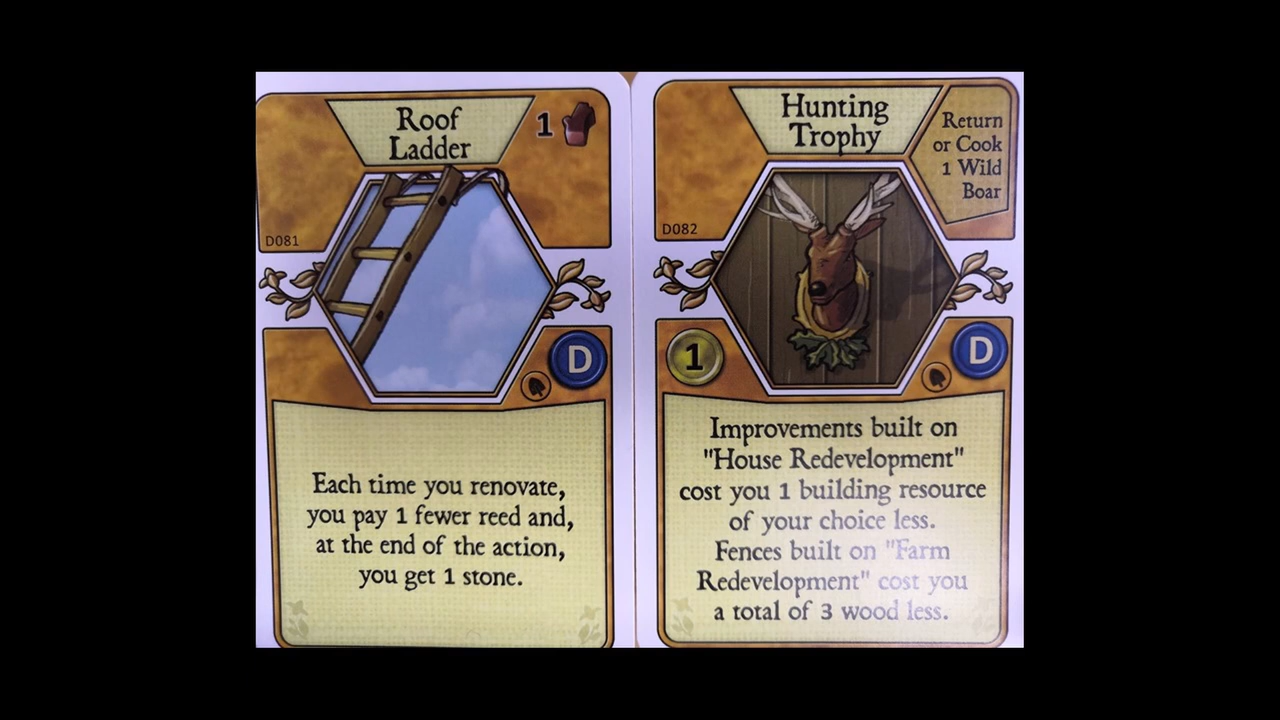 Roof
Ladder
1
D081
D
Each time you renovate,
you pay 1 fewer reed and,
at the end of the action,
you get 1 stone.
Hunting
Trophy
Return
or Cook
1 Wild
Boar
D082
1
D
Improvements built on
"House Redevelopment"
cost you 1 building resource
of your choice less.
Fences built on "Farm
Redevelopment" cost you
a total of 3 wood less.